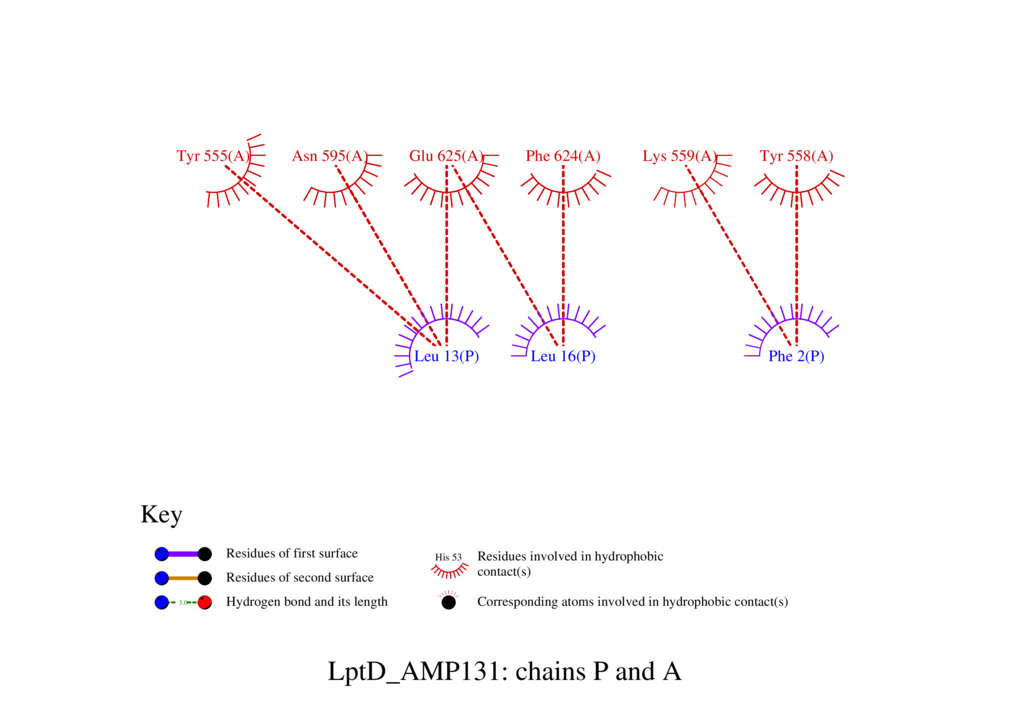 Tyr 555(A) Asn 595(A) Glu 625(A) Phe 624(A) Lys 559(A) Tyr 558(A)
Leu 13(P) Leu 16(P) Phe 2(P)
Key
Residues of first surface
Residues of second surface
3.0
Hydrogen bond and its length
His 53
Residues involved in hydrophobic
contact(s)
Corresponding atoms involved in hydrophobic contact(s)
LptD_AMP131: chains P and A